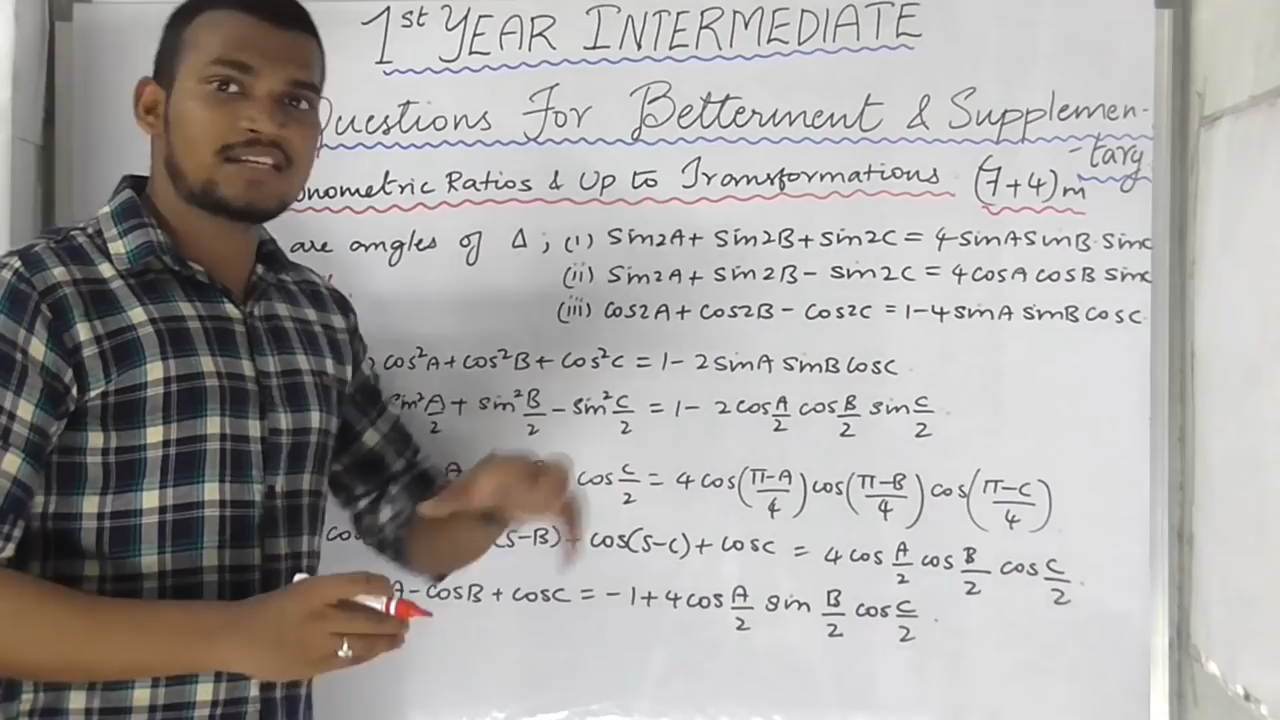 1st YEAR INTERMEDIATE
Questions For Betterment & Supplemen-
-tary
Ratios & Up to Transformations (7+4)m
are angles of Δ ; (i) Sin2A + Sin2B + Sin2C = 4 sinA sinB. sinc
(ii) Sin2A + Sin2B - Sin2C = 4 cosA cosB sinc
(iii) Cos2A + Cos2B - Cos2C = 1-4 sinA sinB cosc
cos²A + cos²B + cos²C = 1- 2 sinA sinB cosc
sin²A/2 + sin²B/2 - sin²C/2 = 1- 2 cosA/2 cosB/2 sinC/2
cos C/2 = 4 cos((π-A)/4) cos((π-B)/4) cos((π-C)/4)
(s-B) + cos(s-c) + cosc = 4 cos A/2 cos B/2 cos C/2.
A - cosB + cosc = -1 + 4 cos A/2 sin B/2 cos C/2.